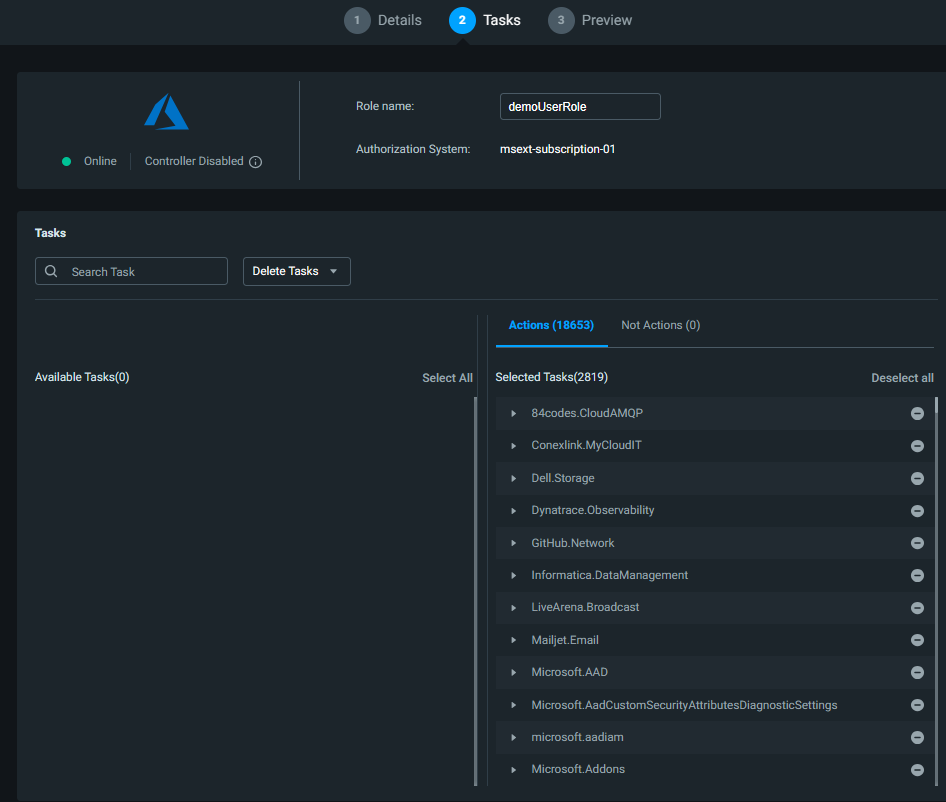 1 Details 2 Tasks 3 Preview
Role name: demoUserRole
Online Controller Disabled
Authorization System: msext-subscription-01
Tasks
Search Task Delete Tasks
Actions (18653) Not Actions (0)
Available Tasks(0) Select All
Selected Tasks(2819) Deselect all
84codes.CloudAMQP
Conexlink.MyCloudIT
Dell.Storage
Dynatrace.Observability
GitHub.Network
Informatica.DataManagement
LiveArena.Broadcast
Mailjet.Email
Microsoft.AAD
Microsoft.AadCustomSecurityAttributesDiagnosticSettings
microsoft.aadiam
Microsoft.Addons